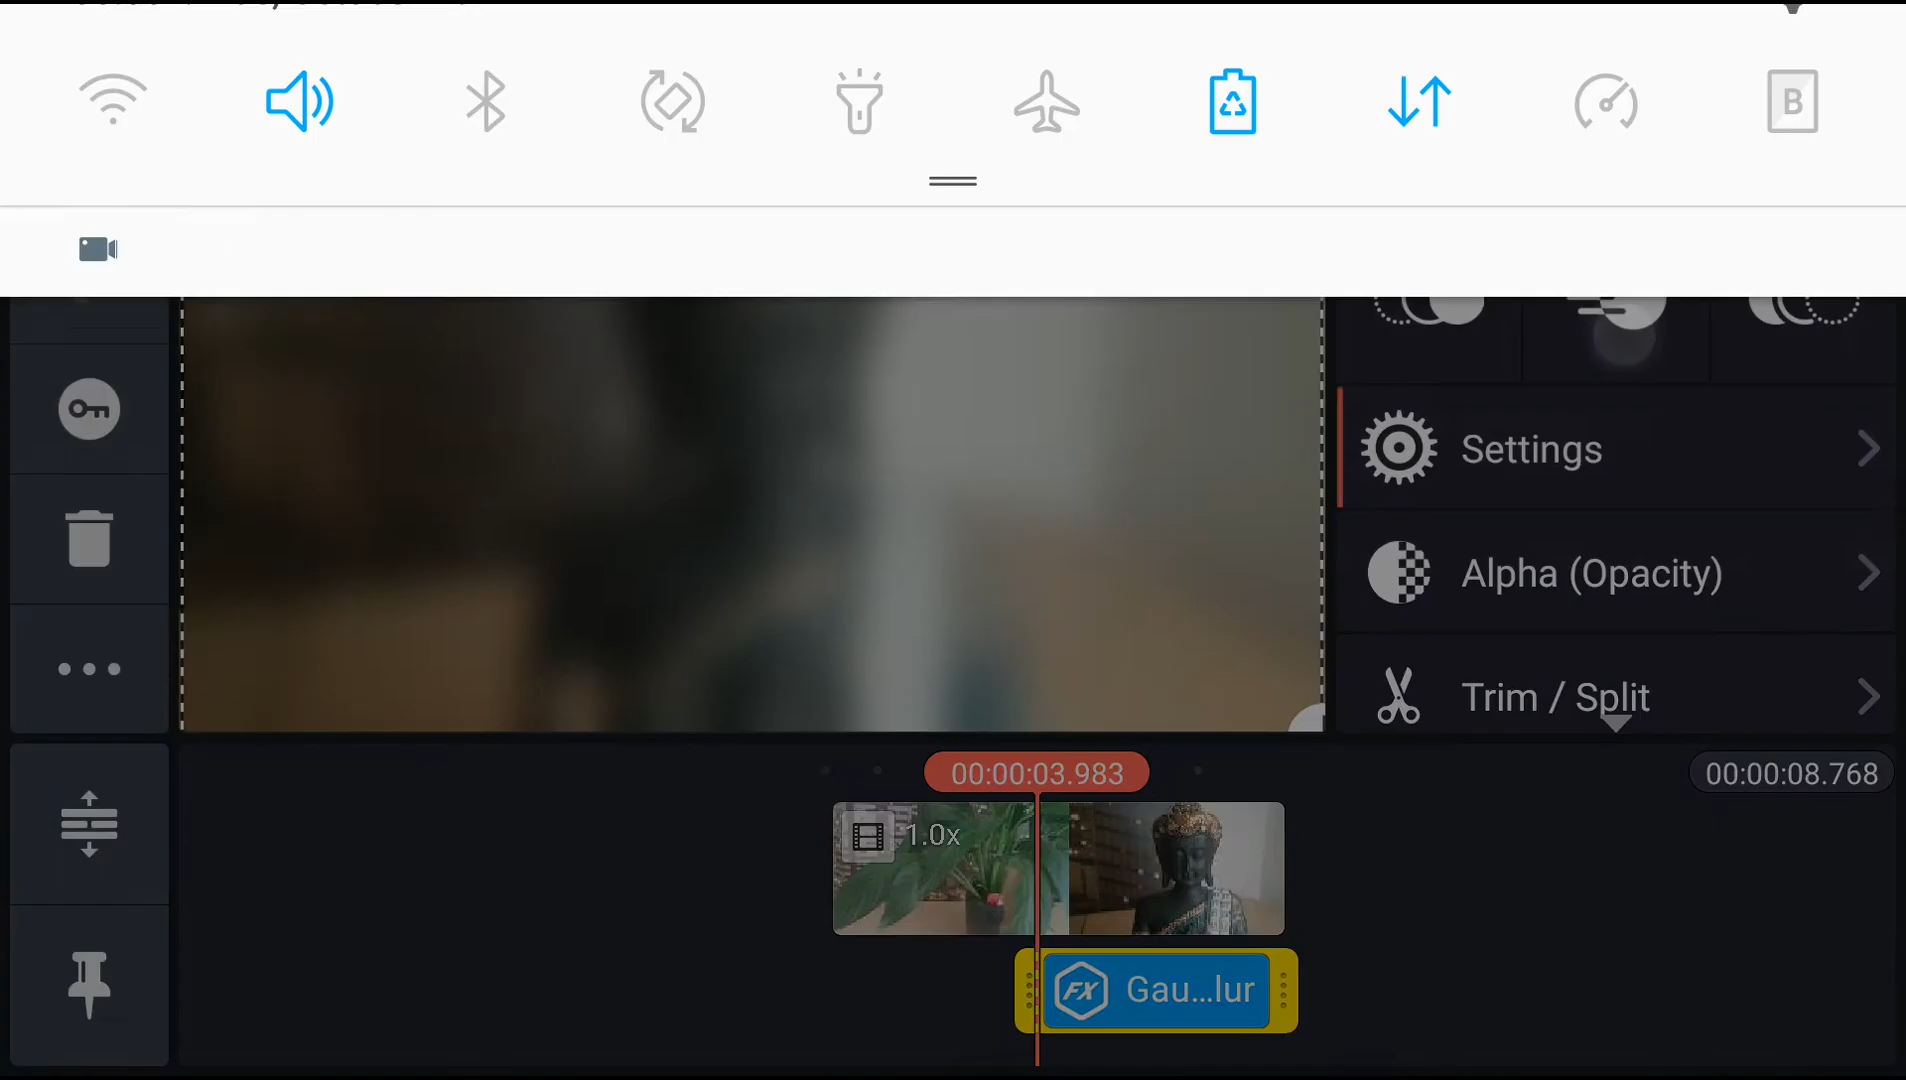 B
Settings
Alpha (Opacity)
Trim / Split
00:00:03.983
00:00:08.768
1.0x
FX Gau...lur